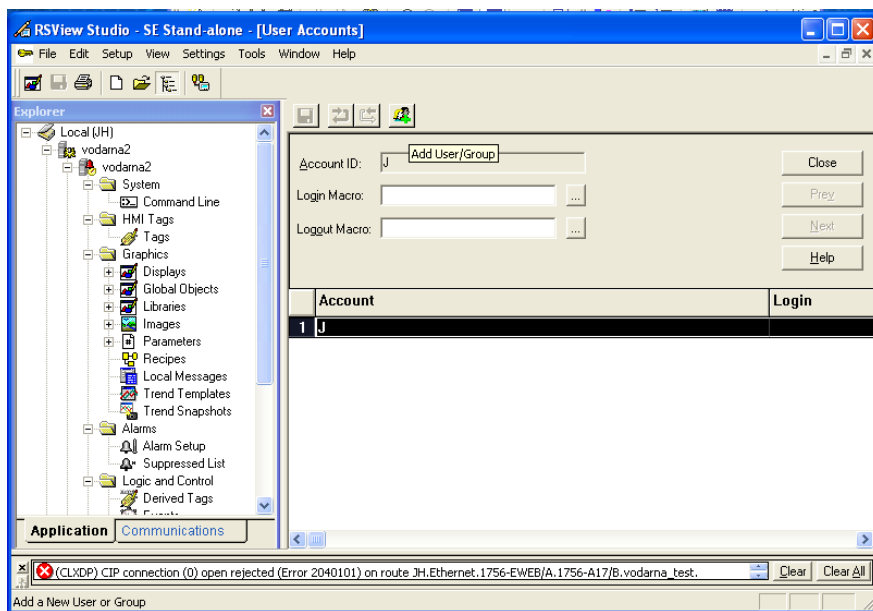 RSView Studio - SE Stand-alone - [User Accounts]
File Edit Setup View Settings Tools Window Help
Explorer
Local (JH)
vodarna2
vodarna2
System
Command Line
HMI Tags
Tags
Graphics
Displays
Global Objects
Libraries
Images
Parameters
Recipes
Local Messages
Trend Templates
Trend Snapshots
Alarms
Alarm Setup
Suppressed List
Logic and Control
Derived Tags
Application Communications
Account ID: J
Add User/Group
Login Macro: ...
Logout Macro: ...
Close
Prev
Next
Help
Account Login
1 J
(CLXDP) CIP connection (0) open rejected (Error 2040101) on route JH.Ethernet.1756-EWEB/A.1756-A17/B.vodarna_test. Clear Clear All
Add a New User or Group